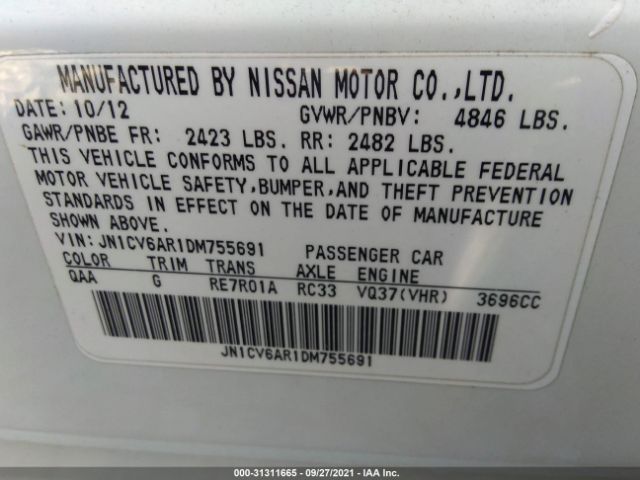 MANUFACTURED BY NISSAN MOTOR CO.,LTD.
DATE: 10/12 GVWR/PNBV: 4846 LBS.
GAWR/PNBE FR: 2423 LBS. RR: 2482 LBS.
THIS VEHICLE CONFORMS TO ALL APPLICABLE FEDERAL
MOTOR VEHICLE SAFETY,BUMPER,AND THEFT PREVENTION
STANDARDS IN EFFECT ON THE DATE OF MANUFACTURE
SHOWN ABOVE.
VIN:JN1CV6AR1DM755691 PASSENGER CAR
COLOR TRIM TRANS AXLE ENGINE
QAA G RE7R01A RC33 VQ37(VHR) 3696CC
JN1CV6AR1DM755691
000-31311665 - 09/27/2021 - IAA Inc.